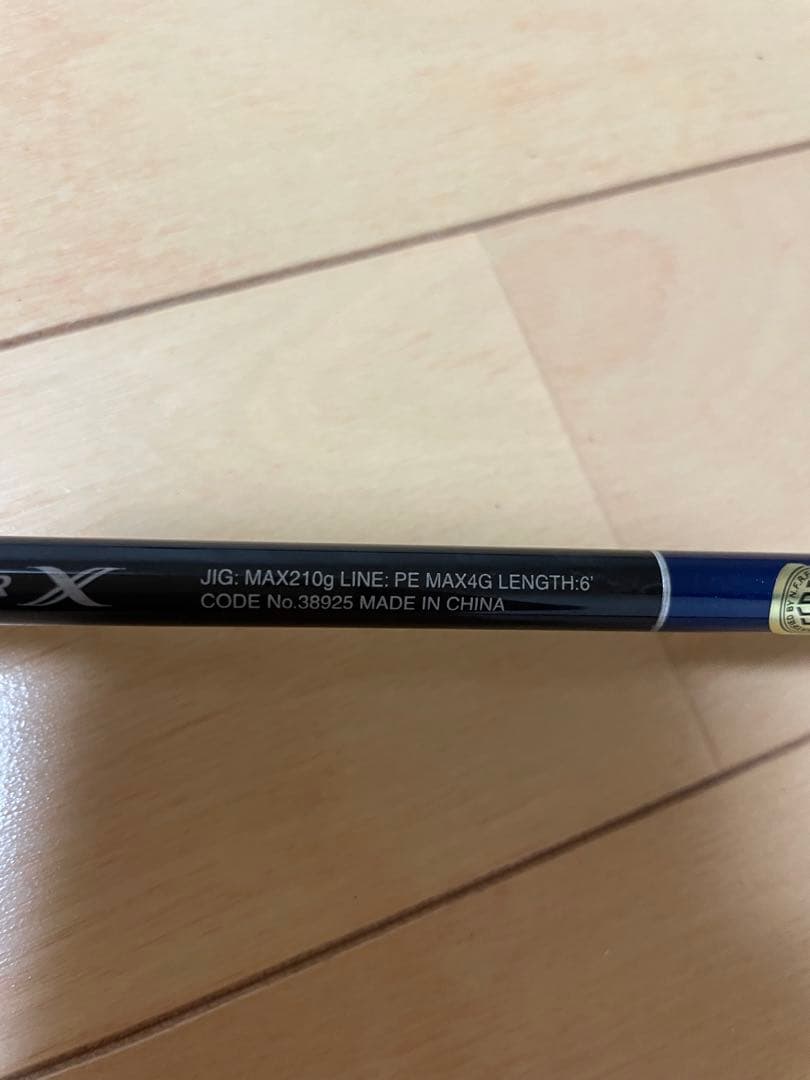 R X
JIG: MAX210g LINE: PE MAX4G LENGTH:6'
CODE No.38925 MADE IN CHINA